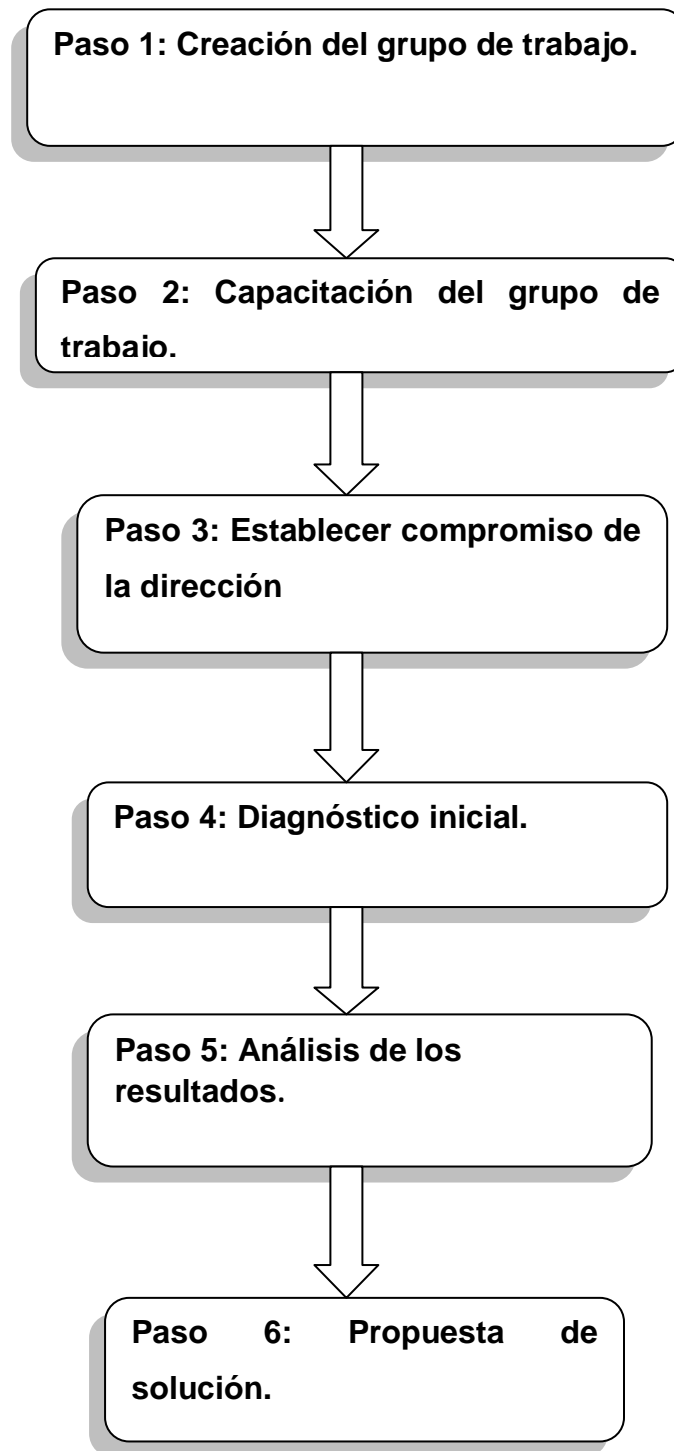 Paso 1: Creación del grupo de trabajo.
Paso 2: Capacitación del grupo de
trabajo.
Paso 3: Establecer compromiso de
la dirección
Paso 4: Diagnóstico inicial.
Paso 5: Análisis de los
resultados.
Paso 6: Propuesta de
solución.